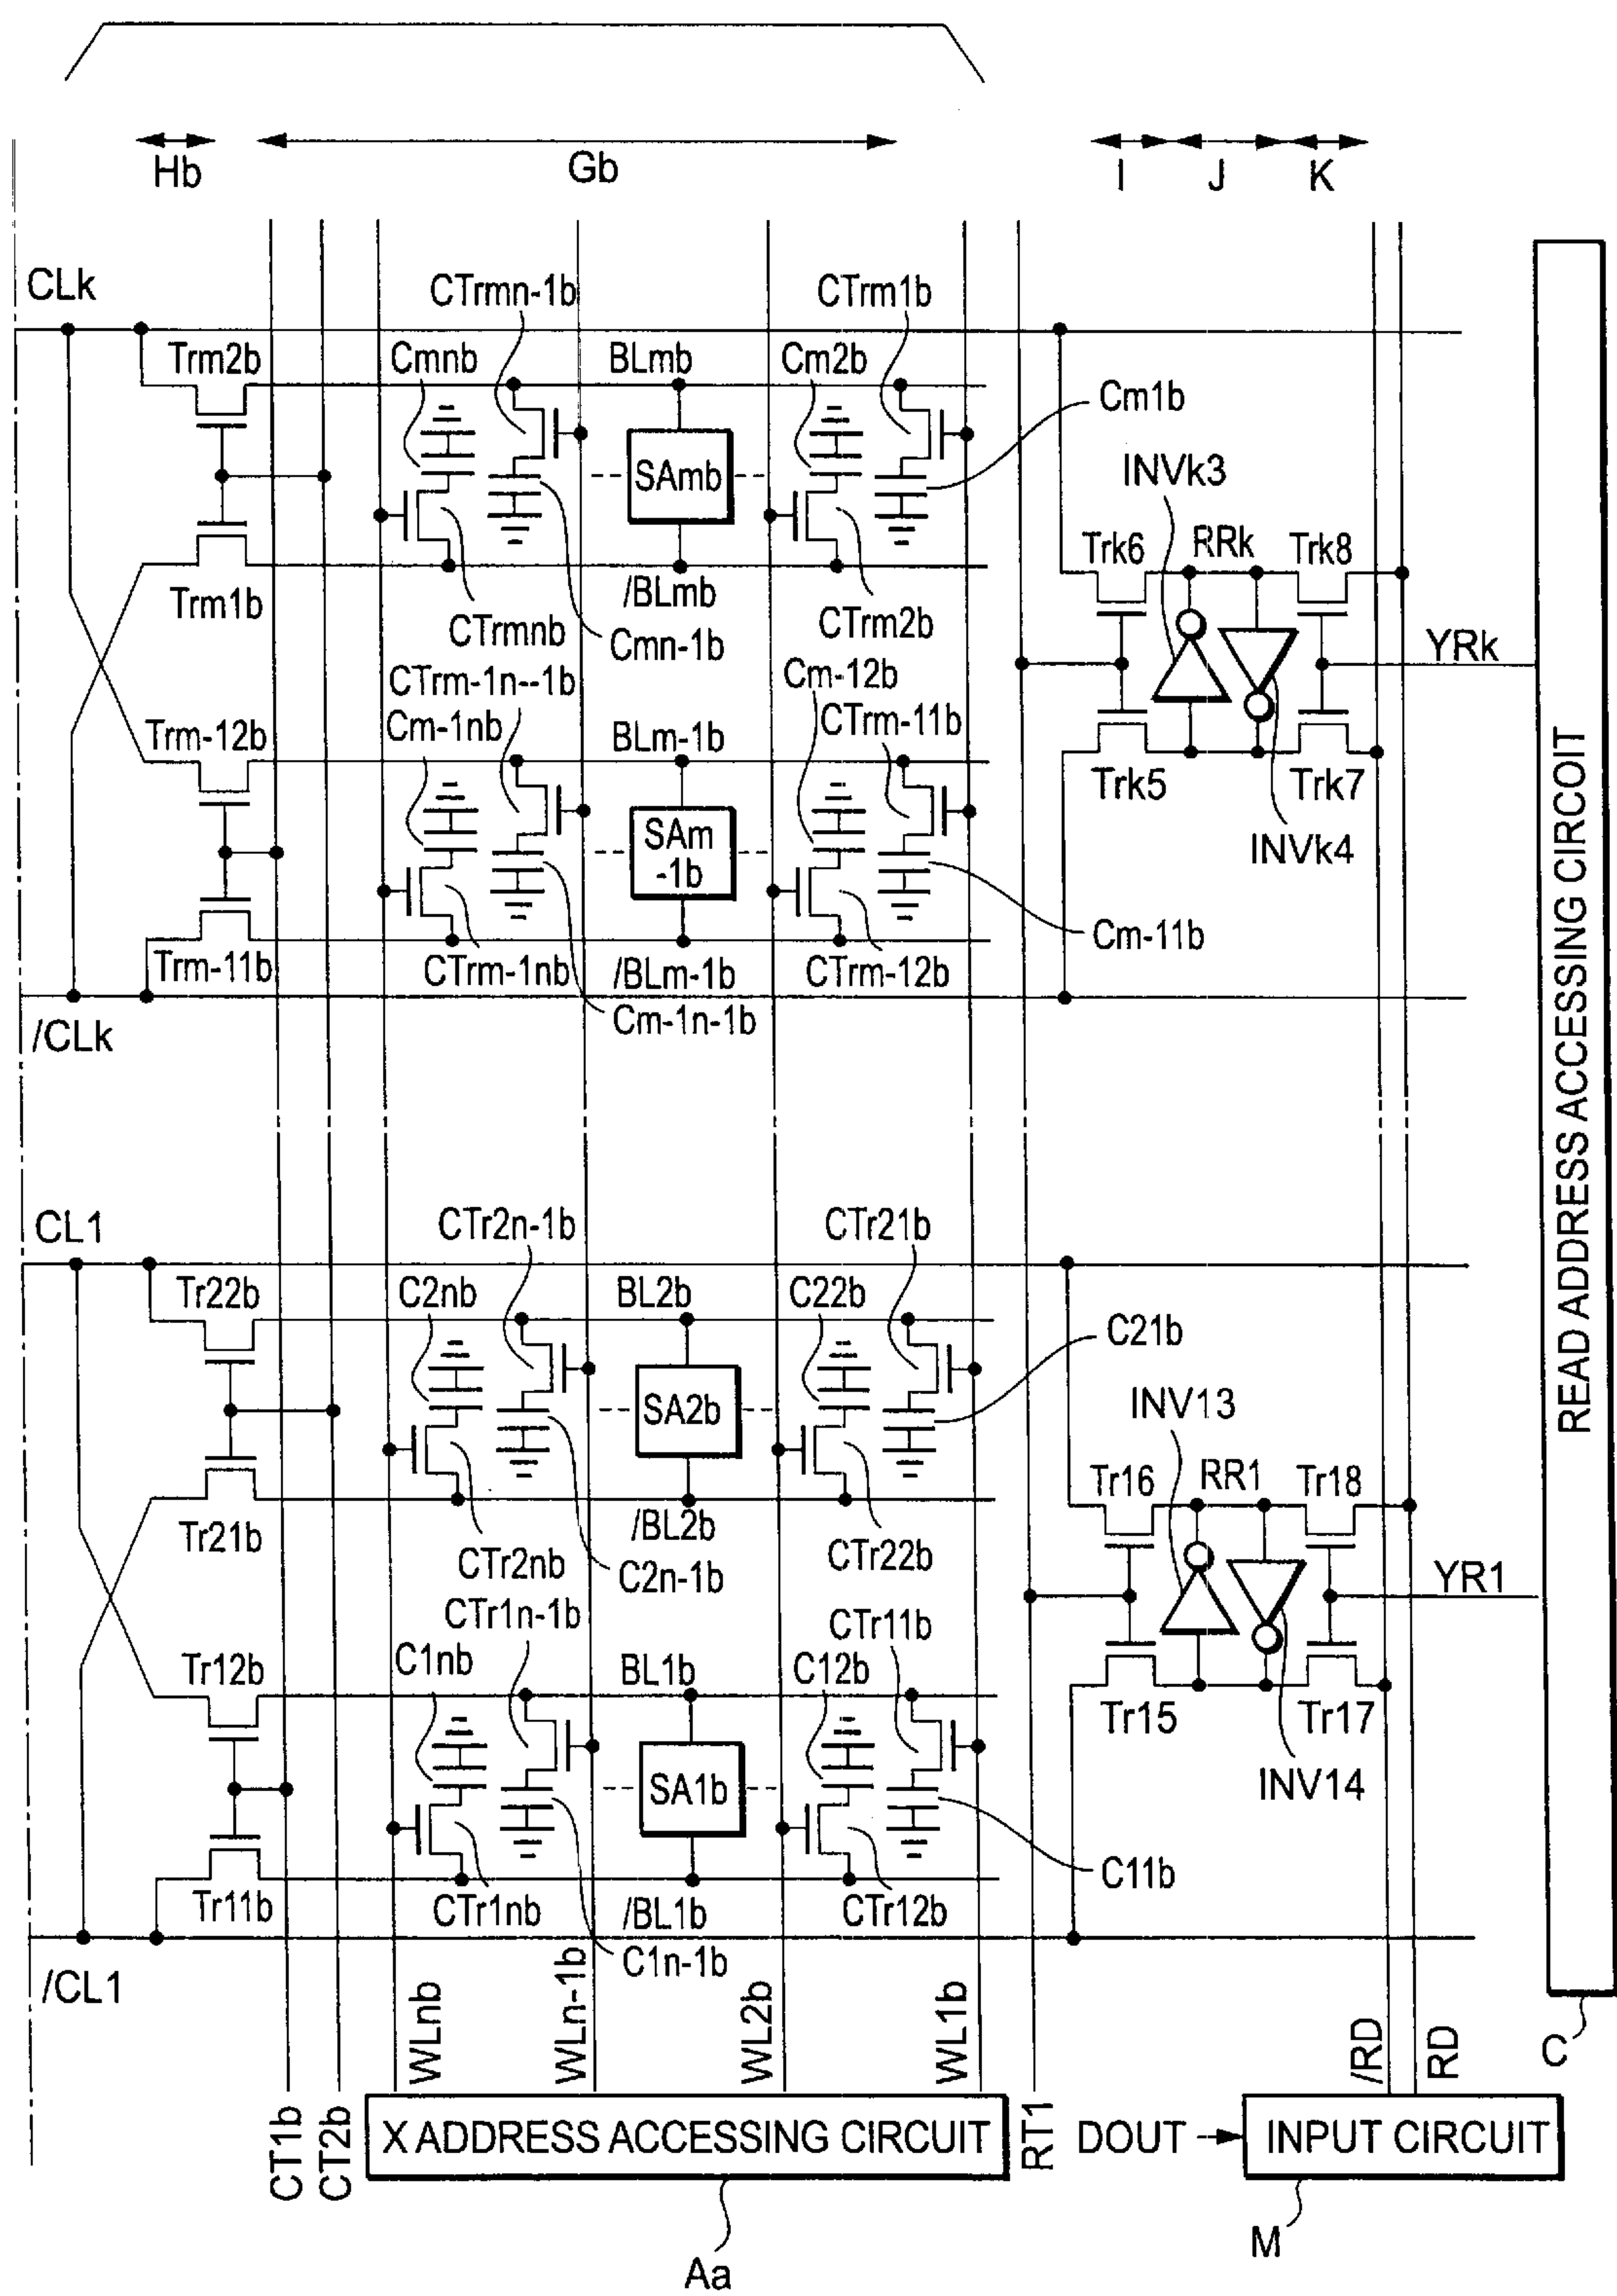 Hb
Gb
I
J
K
CLk
CTrmn-1b
CTrm1b
Trm2b
Cmnb
BLmb
Cm2b
Cm1b
SAmb
INVk3
Trk6
RRk
Trk8
Trm1b
/BLmb
CTrmnb
Cmn-1b
CTrm2b
YRk
CTrm-1n--1b
Cm-12b
Cm-1nb
CTrm-11b
Trm-12b
BLm-1b
Trk5
Trk7
SAm
-1b
INVk4
Trm-11b
CTrm-1nb
/BLm-1b
CTrm-12b
Cm-11b
Cm-1n-1b
/CLk
READ ADDRESS ACCESSING CIRCOIT
CL1
CTr2n-1b
CTr21b
Tr22b
C2nb
BL2b
C22b
C21b
SA2b
INV13
Tr16
RR1
Tr18
Tr21b
/BL2b
CTr2nb
C2n-1b
CTr22b
YR1
CTr1n-1b
CTr11b
Tr12b
C1nb
BL1b
C12b
Tr15
Tr17
SA1b
INV14
C11b
Tr11b
CTr1nb
/BL1b
CTr12b
C1n-1b
/CL1
WLnb
WLn-1b
WL2b
WL1b
/RD
RD
C
CT1b
CT2b
X ADDRESS ACCESSING CIRCUIT
RT1
DOUT
INPUT CIRCUIT
Aa
M